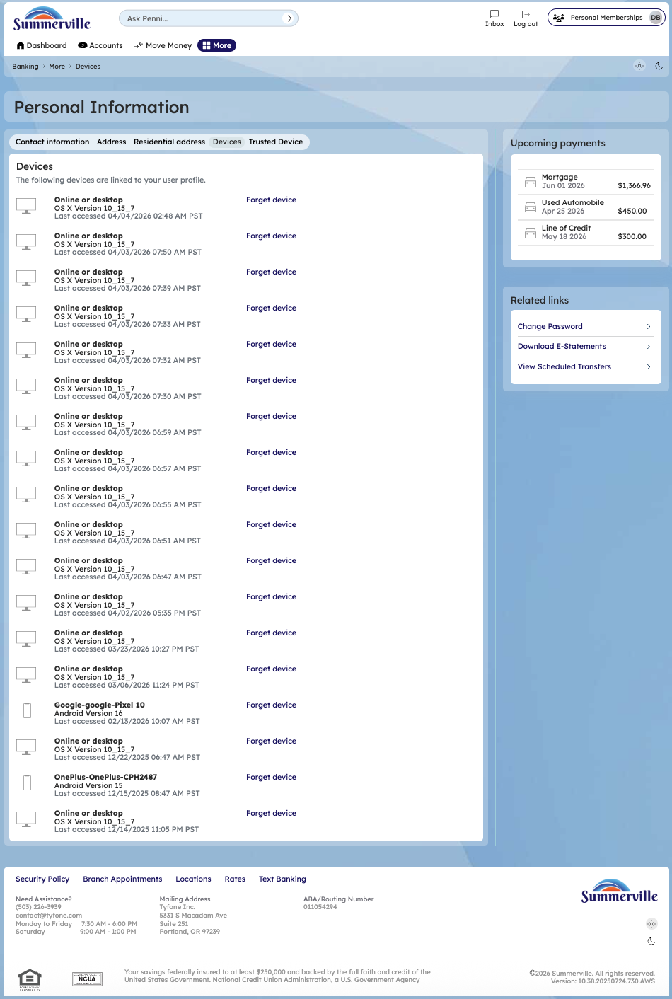 Summerville
Ask Penni...
Inbox
Log out
Personal Memberships
DB
Dashboard
Accounts
Move Money
More
Banking › More › Devices
Personal Information
Contact information
Address
Residential address
Devices
Trusted Device
Devices
The following devices are linked to your user profile.
Online or desktop
Forget device
OS X Version 10_15_7
Last accessed 04/04/2026 02:48 AM PST
Online or desktop
Forget device
OS X Version 10_15_7
Last accessed 04/03/2026 07:50 AM PST
Online or desktop
Forget device
OS X Version 10_15_7
Last accessed 04/03/2026 07:39 AM PST
Online or desktop
Forget device
OS X Version 10_15_7
Last accessed 04/03/2026 07:33 AM PST
Online or desktop
Forget device
OS X Version 10_15_7
Last accessed 04/03/2026 07:32 AM PST
Online or desktop
Forget device
OS X Version 10_15_7
Last accessed 04/03/2026 07:30 AM PST
Online or desktop
Forget device
OS X Version 10_15_7
Last accessed 04/03/2026 06:59 AM PST
Online or desktop
Forget device
OS X Version 10_15_7
Last accessed 04/03/2026 06:57 AM PST
Online or desktop
Forget device
OS X Version 10_15_7
Last accessed 04/03/2026 06:55 AM PST
Online or desktop
Forget device
OS X Version 10_15_7
Last accessed 04/03/2026 06:51 AM PST
Online or desktop
Forget device
OS X Version 10_15_7
Last accessed 04/03/2026 06:47 AM PST
Online or desktop
Forget device
OS X Version 10_15_7
Last accessed 04/02/2026 05:35 PM PST
Online or desktop
Forget device
OS X Version 10_15_7
Last accessed 03/23/2026 10:27 PM PST
Online or desktop
Forget device
OS X Version 10_15_7
Last accessed 03/06/2026 11:24 PM PST
Google-google-Pixel 10
Forget device
Android Version 16
Last accessed 02/13/2026 10:07 AM PST
Online or desktop
Forget device
OS X Version 10_15_7
Last accessed 12/22/2025 06:47 AM PST
OnePlus-OnePlus-CPH2487
Forget device
Android Version 15
Last accessed 12/15/2025 08:47 AM PST
Online or desktop
Forget device
OS X Version 10_15_7
Last accessed 12/14/2025 11:05 PM PST
Upcoming payments
Mortgage
Jun 01 2026 $1,366.96
Used Automobile
Apr 25 2026 $450.00
Line of Credit
May 18 2026 $300.00
Related links
Change Password
Download E-Statements
View Scheduled Transfers
Security Policy
Branch Appointments
Locations
Rates
Text Banking
Need Assistance?
(503) 226-3939
contact@tyfone.com
Monday to Friday 7:30 AM - 6:00 PM
Saturday 9:00 AM - 1:00 PM
Mailing Address
Tyfone Inc.
5331 S Macadam Ave
Suite 251
Portland, OR 97239
ABA/Routing Number
011054294
Summerville
NCUA
Your savings federally insured to at least $250,000 and backed by the full faith and credit of the
United States Government. National Credit Union Administration, a U.S. Government Agency
©2026 Summerville. All rights reserved.
Version: 10.38.20250724.730.AWS